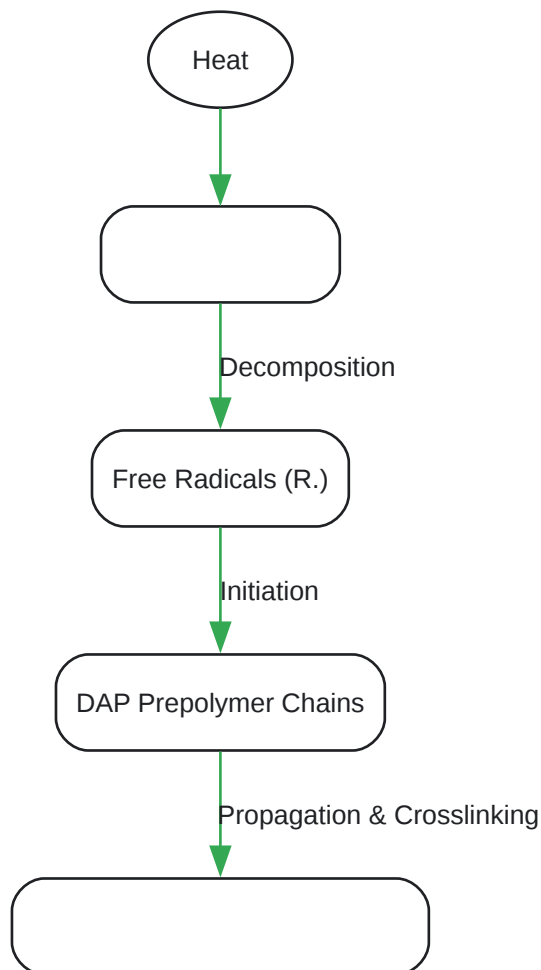 Heat
Decomposition
Free Radicals (R.)
Initiation
DAP Prepolymer Chains
Propagation & Crosslinking